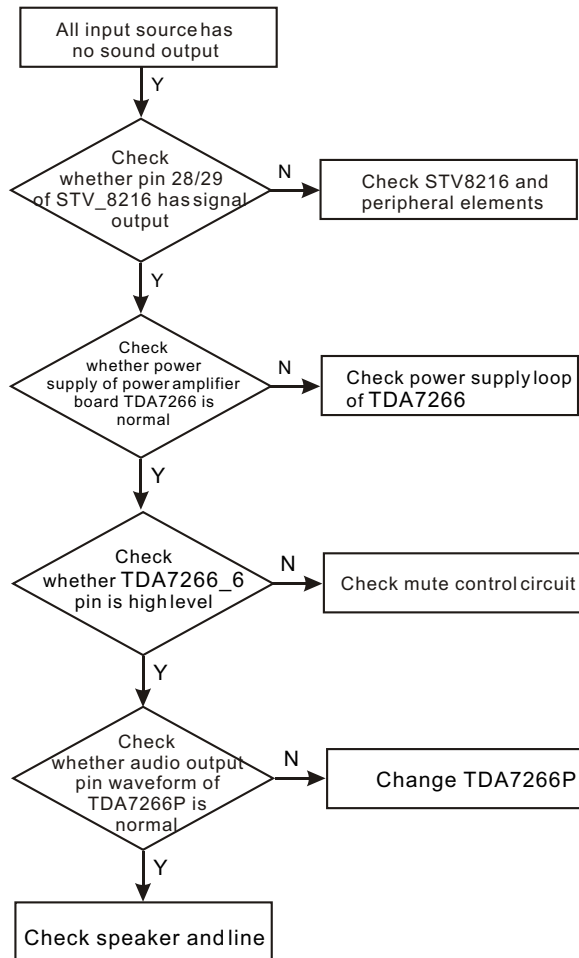 All input source has
no sound output
Y
Check
whether pin 28/29
of STV_8216 has signal
output
N
Check STV8216 and
peripheral elements
Y
Check
whether power
supply of power amplifier
board TDA7266 is
normal
N
Check power supply loop
of TDA7266
Y
Check
whether TDA7266_6
pin is high level
N
Check mute control circuit
Y
Check
whether audio output
pin waveform of
TDA7266P is
normal
N
Change TDA7266P
Y
Check speaker and line